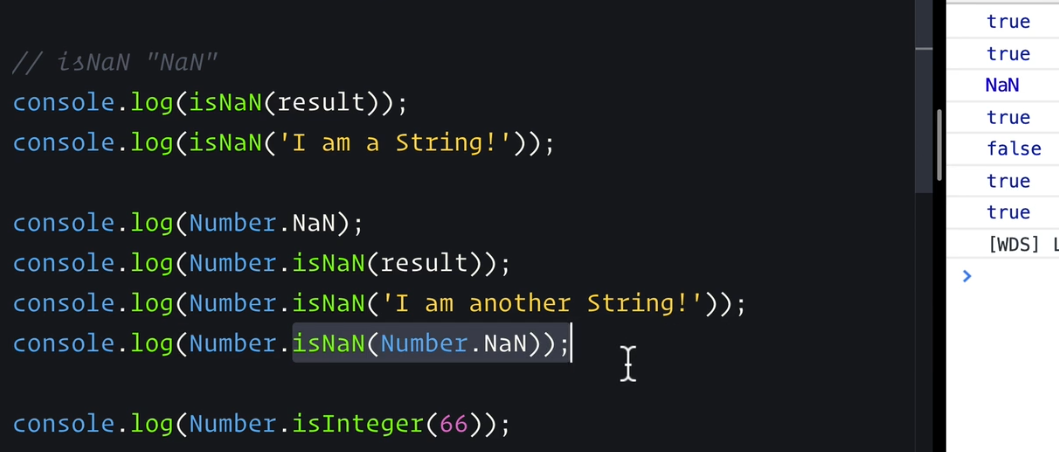 // isNaN "NaN"
console.log(isNaN(result));
console.log(isNaN('I am a String!'));
console.log(Number.NaN);
console.log(Number.isNaN(result));
console.log(Number.isNaN('I am another String!'));
console.log(Number.isNaN(Number.NaN));
console.log(Number.isInteger(66));
true
true
NaN
true
false
true
true
[WDS]
>